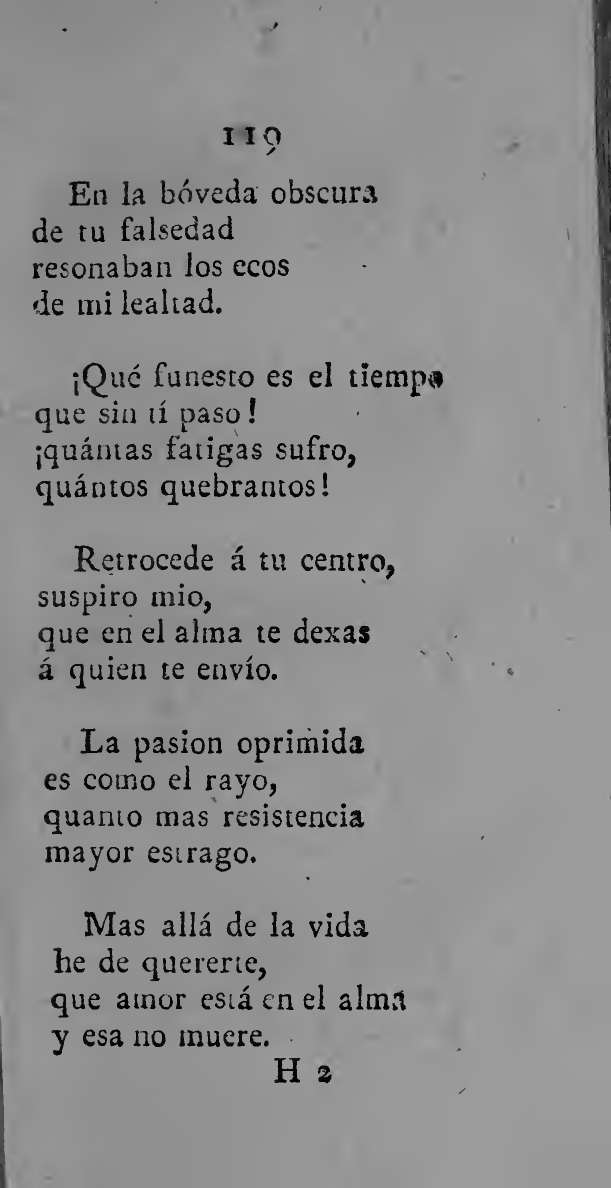 119
En la bóveda obscura
de tu falsedad
resonaban los ecos
de mi lealtad.
¡Qué funesto es el tiempo
que sin tí paso!
¡quántas fatigas sufro,
quántos quebrantos!
Retrocede á tu centro,
suspiro mio,
que en el alma te dexas
á quien te envío.
La pasion oprimida
es como el rayo,
quanto mas resistencia
mayor estrago.
Mas allá de la vida
he de quererte,
que amor está en el alma
y esa no muere.
H 2